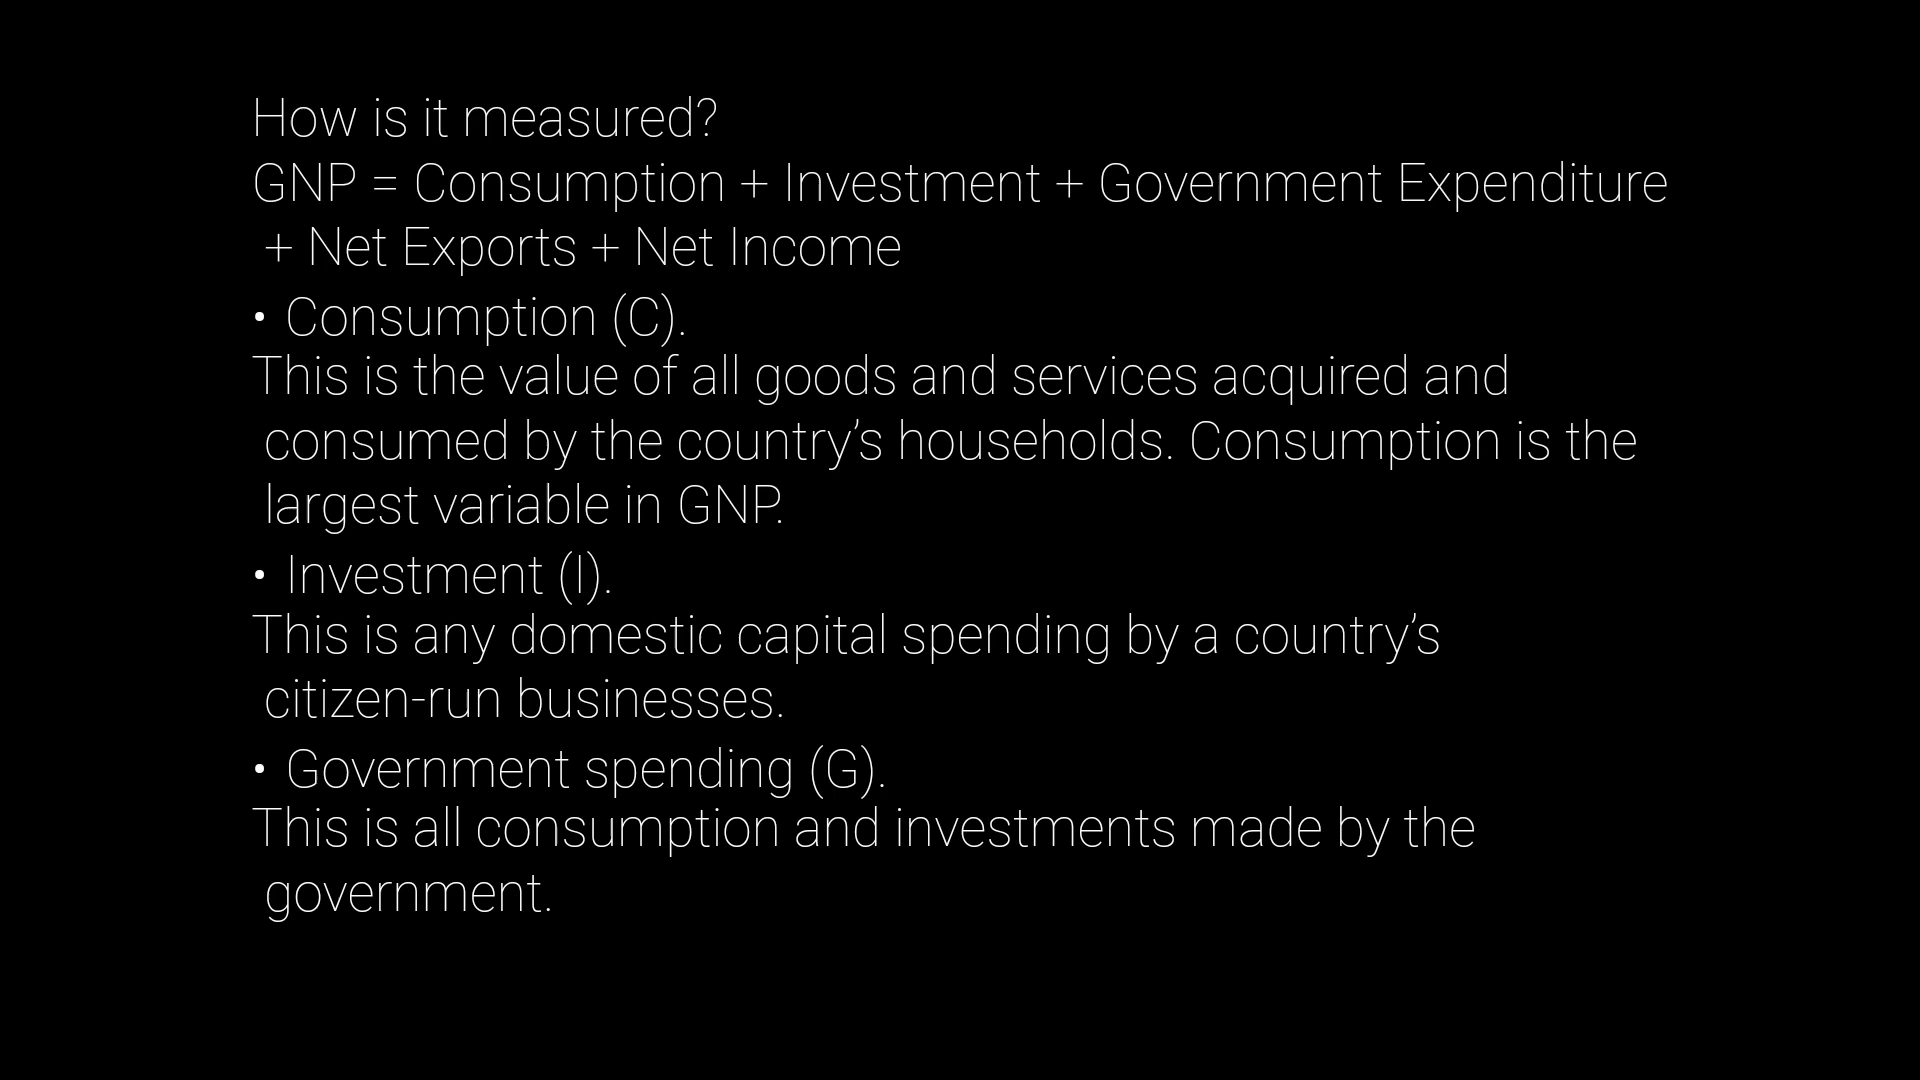 How is it measured?
GNP = Consumption + Investment + Government Expenditure
+ Net Exports + Net Income
• Consumption (C).
This is the value of all goods and services acquired and
consumed by the country’s households. Consumption is the
largest variable in GNP.
• Investment (I).
This is any domestic capital spending by a country’s
citizen-run businesses.
• Government spending (G).
This is all consumption and investments made by the
government.